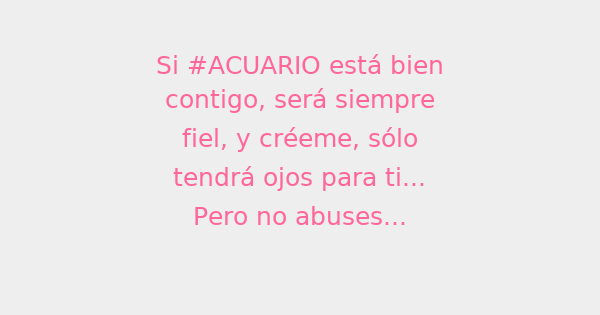 Si #ACUARIO está bien
contigo, será siempre
fiel, y créeme, sólo
tendrá ojos para ti...
Pero no abuses...